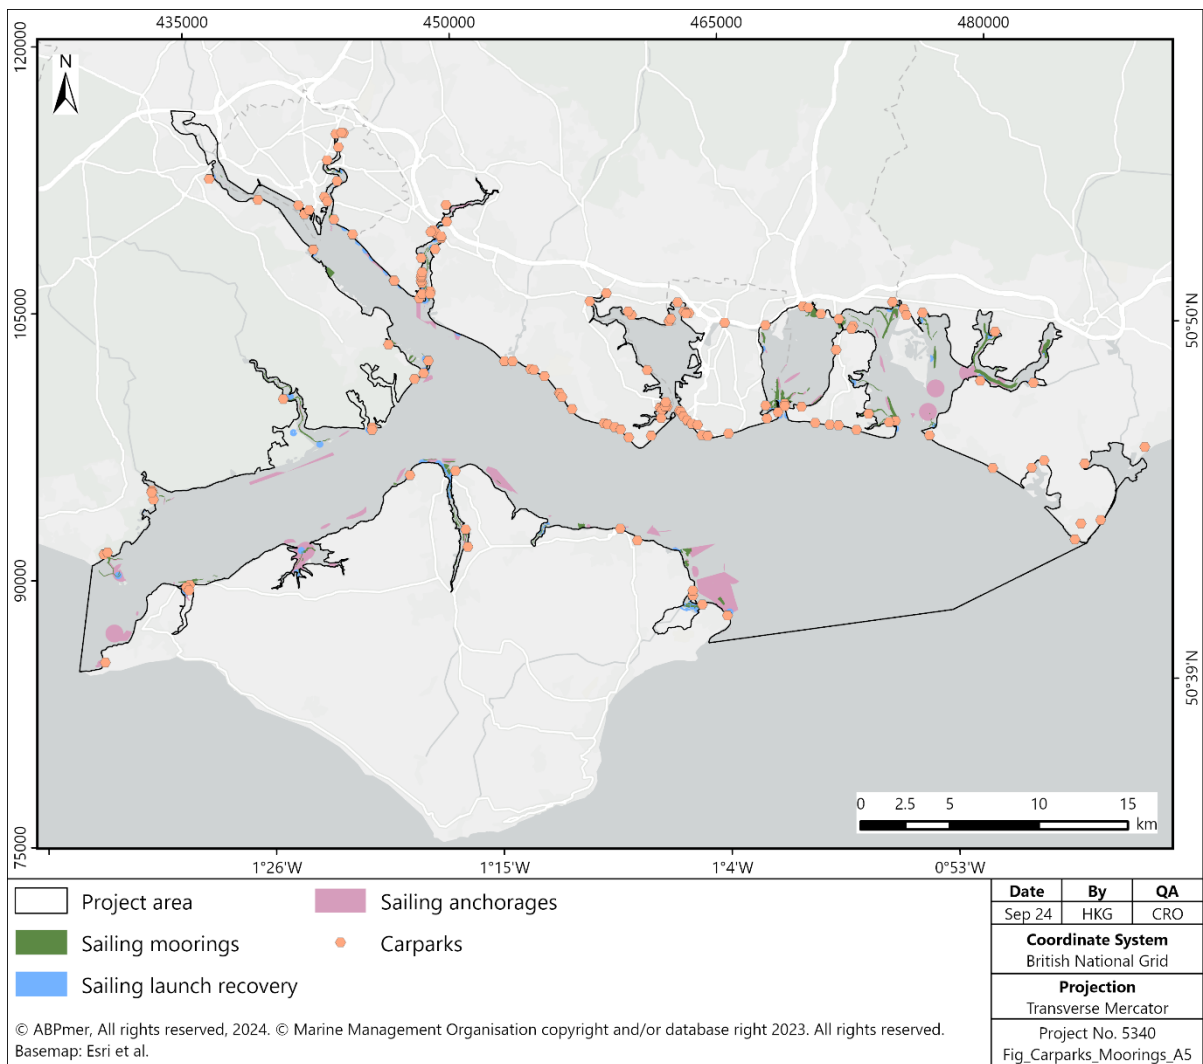 435000 450000 465000 480000
120000
N
105000
50°50'N
90000
50°39'N
75000
0 2.5 5 10 15
km
1°26'W 1°15'W 1°4'W 0°53'W
Project area
Sailing anchorages
Sailing moorings
Carparks
Sailing launch recovery
© ABPmer, All rights reserved, 2024. © Marine Management Organisation copyright and/or database right 2023. All rights reserved.
Basemap: Esri et al.
Date By QA
Sep 24 HKG CRO
Coordinate System
British National Grid
Projection
Transverse Mercator
Project No. 5340
Fig_Carparks_Moorings_A5